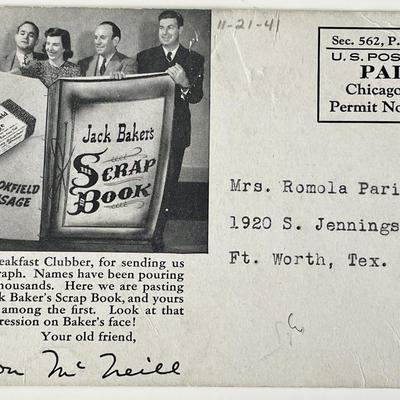 11-21-41
Sec. 562, P.
U. S. POS
PAI
Chicago
Permit No
Jack Baker's
SCRAP
BOOK
OKFIELD
SAGE
Mrs. Romola Pari
1920 S. Jennings
Ft. Worth, Tex.
eakfast Clubber, for sending us
raph. Names have been pouring
housands. Here we are pasting
k Baker's Scrap Book, and yours
among the first. Look at that
ression on Baker's face!
Your old friend,
on McNeill